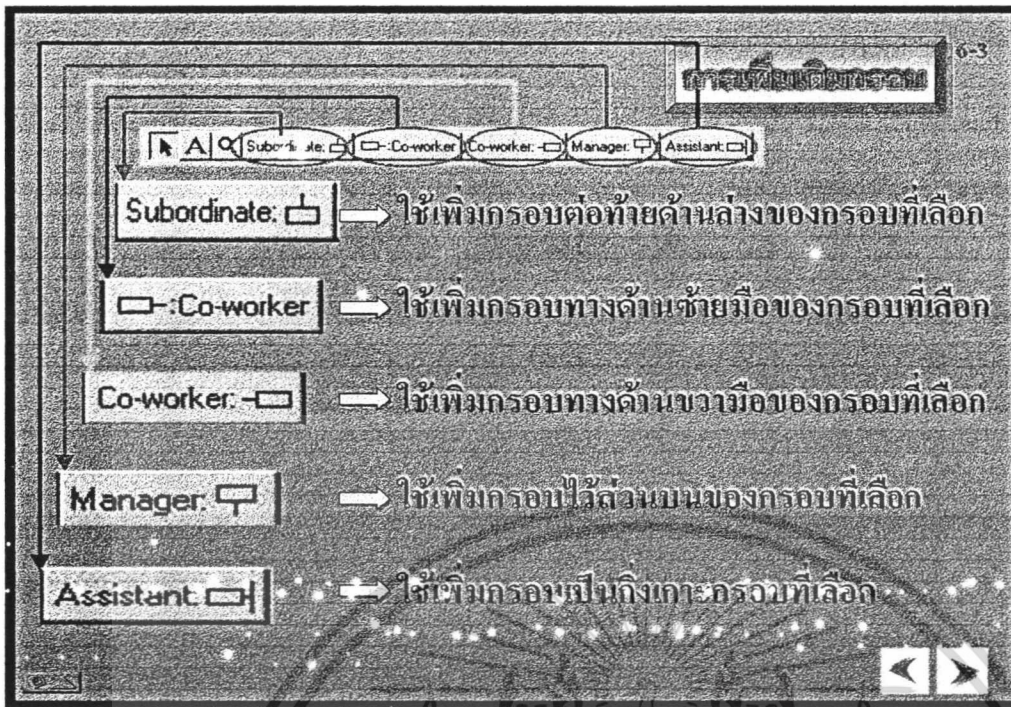 6-3
การเพิ่มเติมกรอบ
A Subordinate: :Co-worker Co-worker: Manager: Assistant:
Subordinate: ใช้เพิ่มกรอบต่อท้ายด้านล่างของกรอบที่เลือก
:Co-worker ใช้เพิ่มกรอบทางด้านซ้ายมือของกรอบที่เลือก
Co-worker: ใช้เพิ่มกรอบทางด้านขวามือของกรอบที่เลือก
Manager: ใช้เพิ่มกรอบไว้ส่วนบนของกรอบที่เลือก
Assistant: ใช้เพิ่มกรอบเป็นกิ่งเกาะกรอบที่เลือก